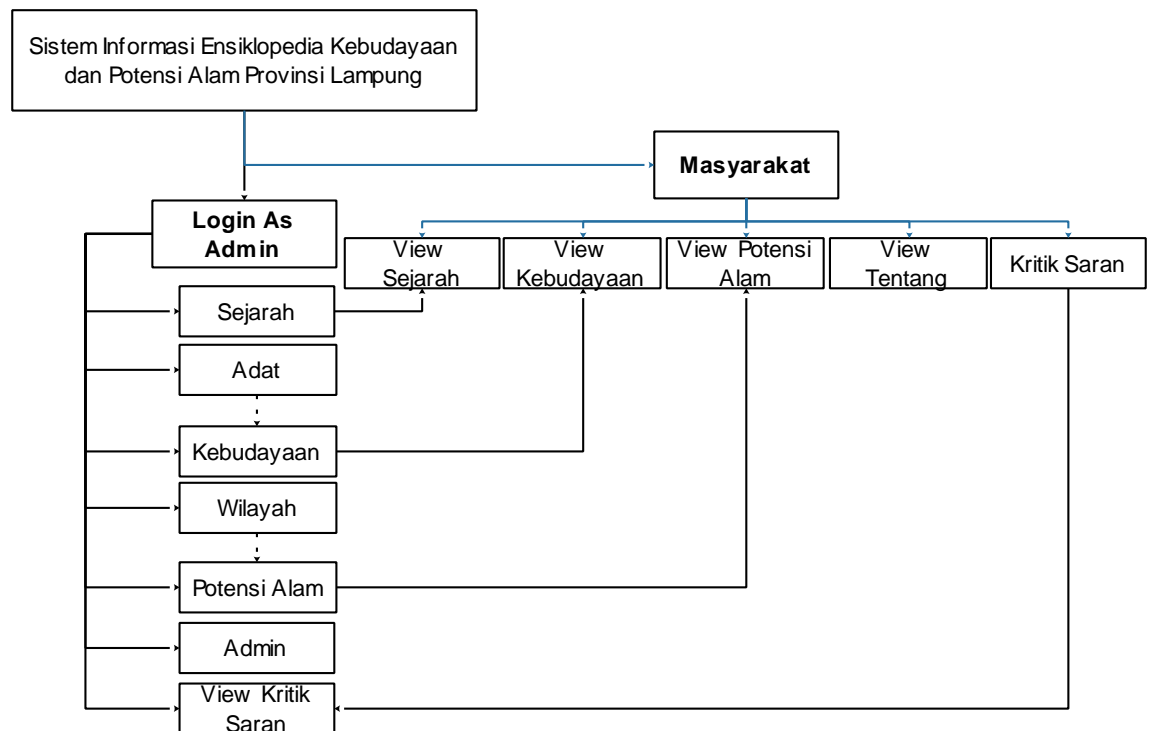 Sistem Informasi Ensiklopedia Kebudayaan
dan Potensi Alam Provinsi Lampung
Masyarakat
Login As
Admin
View
Sejarah
View
Kebudayaan
View Potensi
Alam
View
Tentang
Kritik Saran
Sejarah
Adat
Kebudayaan
Wilayah
Potensi Alam
Admin
View Kritik
Saran